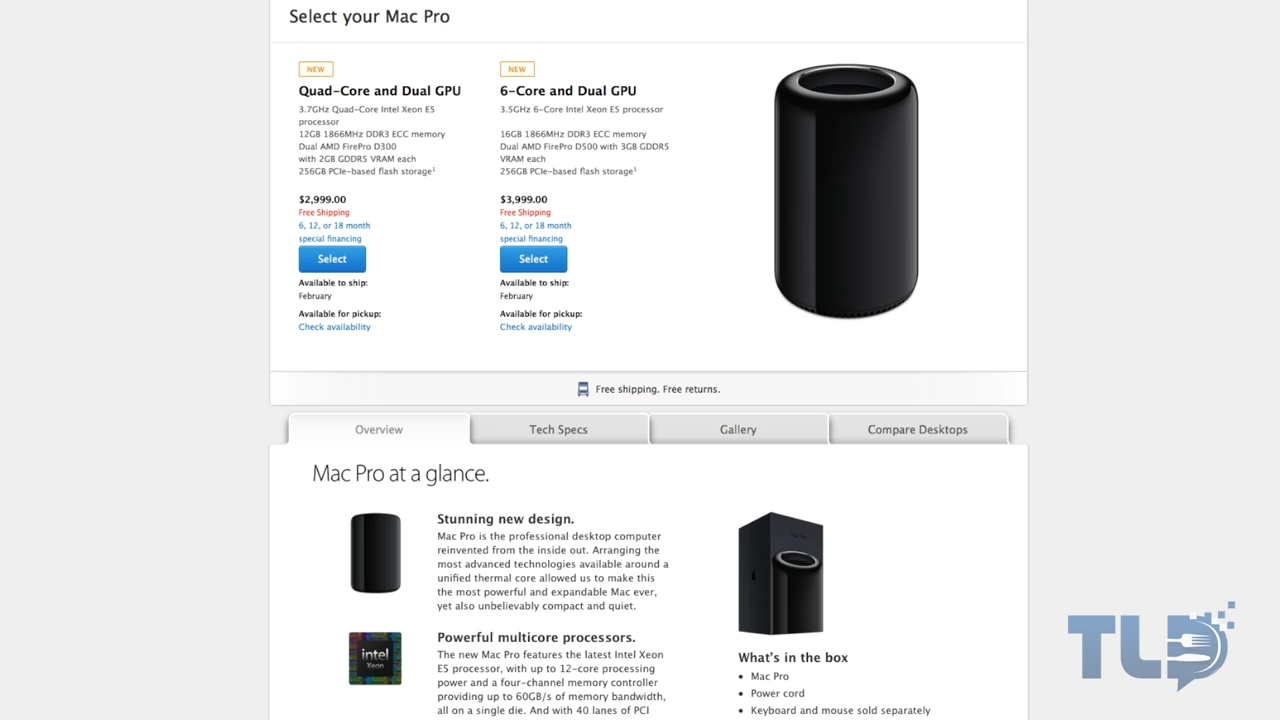 Select your Mac Pro
NEW
Quad-Core and Dual GPU
3.7GHz Quad-Core Intel Xeon E5
processor
12GB 1866MHz DDR3 ECC memory
Dual AMD FirePro D300
with 2GB GDDR5 VRAM each
256GB PCIe-based flash storage¹
$2,999.00
Free Shipping
6, 12, or 18 month
special financing
Select
Available to ship:
February
Available for pickup:
Check availability
NEW
6-Core and Dual GPU
3.5GHz 6-Core Intel Xeon E5 processor
16GB 1866MHz DDR3 ECC memory
Dual AMD FirePro D500 with 3GB GDDR5
VRAM each
256GB PCIe-based flash storage¹
$3,999.00
Free Shipping
6, 12, or 18 month
special financing
Select
Available to ship:
February
Available for pickup:
Check availability
Free shipping. Free returns.
Overview
Tech Specs
Gallery
Compare Desktops
Mac Pro at a glance.
Stunning new design.
Mac Pro is the professional desktop computer
reinvented from the inside out. Arranging the
most advanced technologies available around a
unified thermal core allowed us to make this
the most powerful and expandable Mac ever,
yet also unbelievably compact and quiet.
intel
Xeon
Powerful multicore processors.
The new Mac Pro features the latest Intel Xeon
E5 processor, with up to 12-core processing
power and a four-channel memory controller
providing up to 60GB/s of memory bandwidth,
all on a single die. And with 40 lanes of PCI
What's in the box
Mac Pro
Power cord
Keyboard and mouse sold separately
TLD